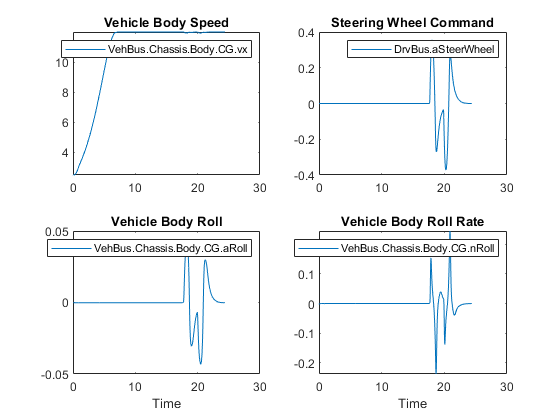 Vehicle Body Speed
VehBus.Chassis.Body.CG.vx
10
8
6
4
0 10 20 30
Steering Wheel Command
DrvBus.aSteerWheel
0.4
0.2
0
-0.2
-0.4
0 10 20 30
Vehicle Body Roll
VehBus.Chassis.Body.CG.aRoll
0.05
0
-0.05
0 10 20 30
Time
Vehicle Body Roll Rate
VehBus.Chassis.Body.CG.nRoll
0.1
0
-0.1
-0.2
0 10 20 30
Time